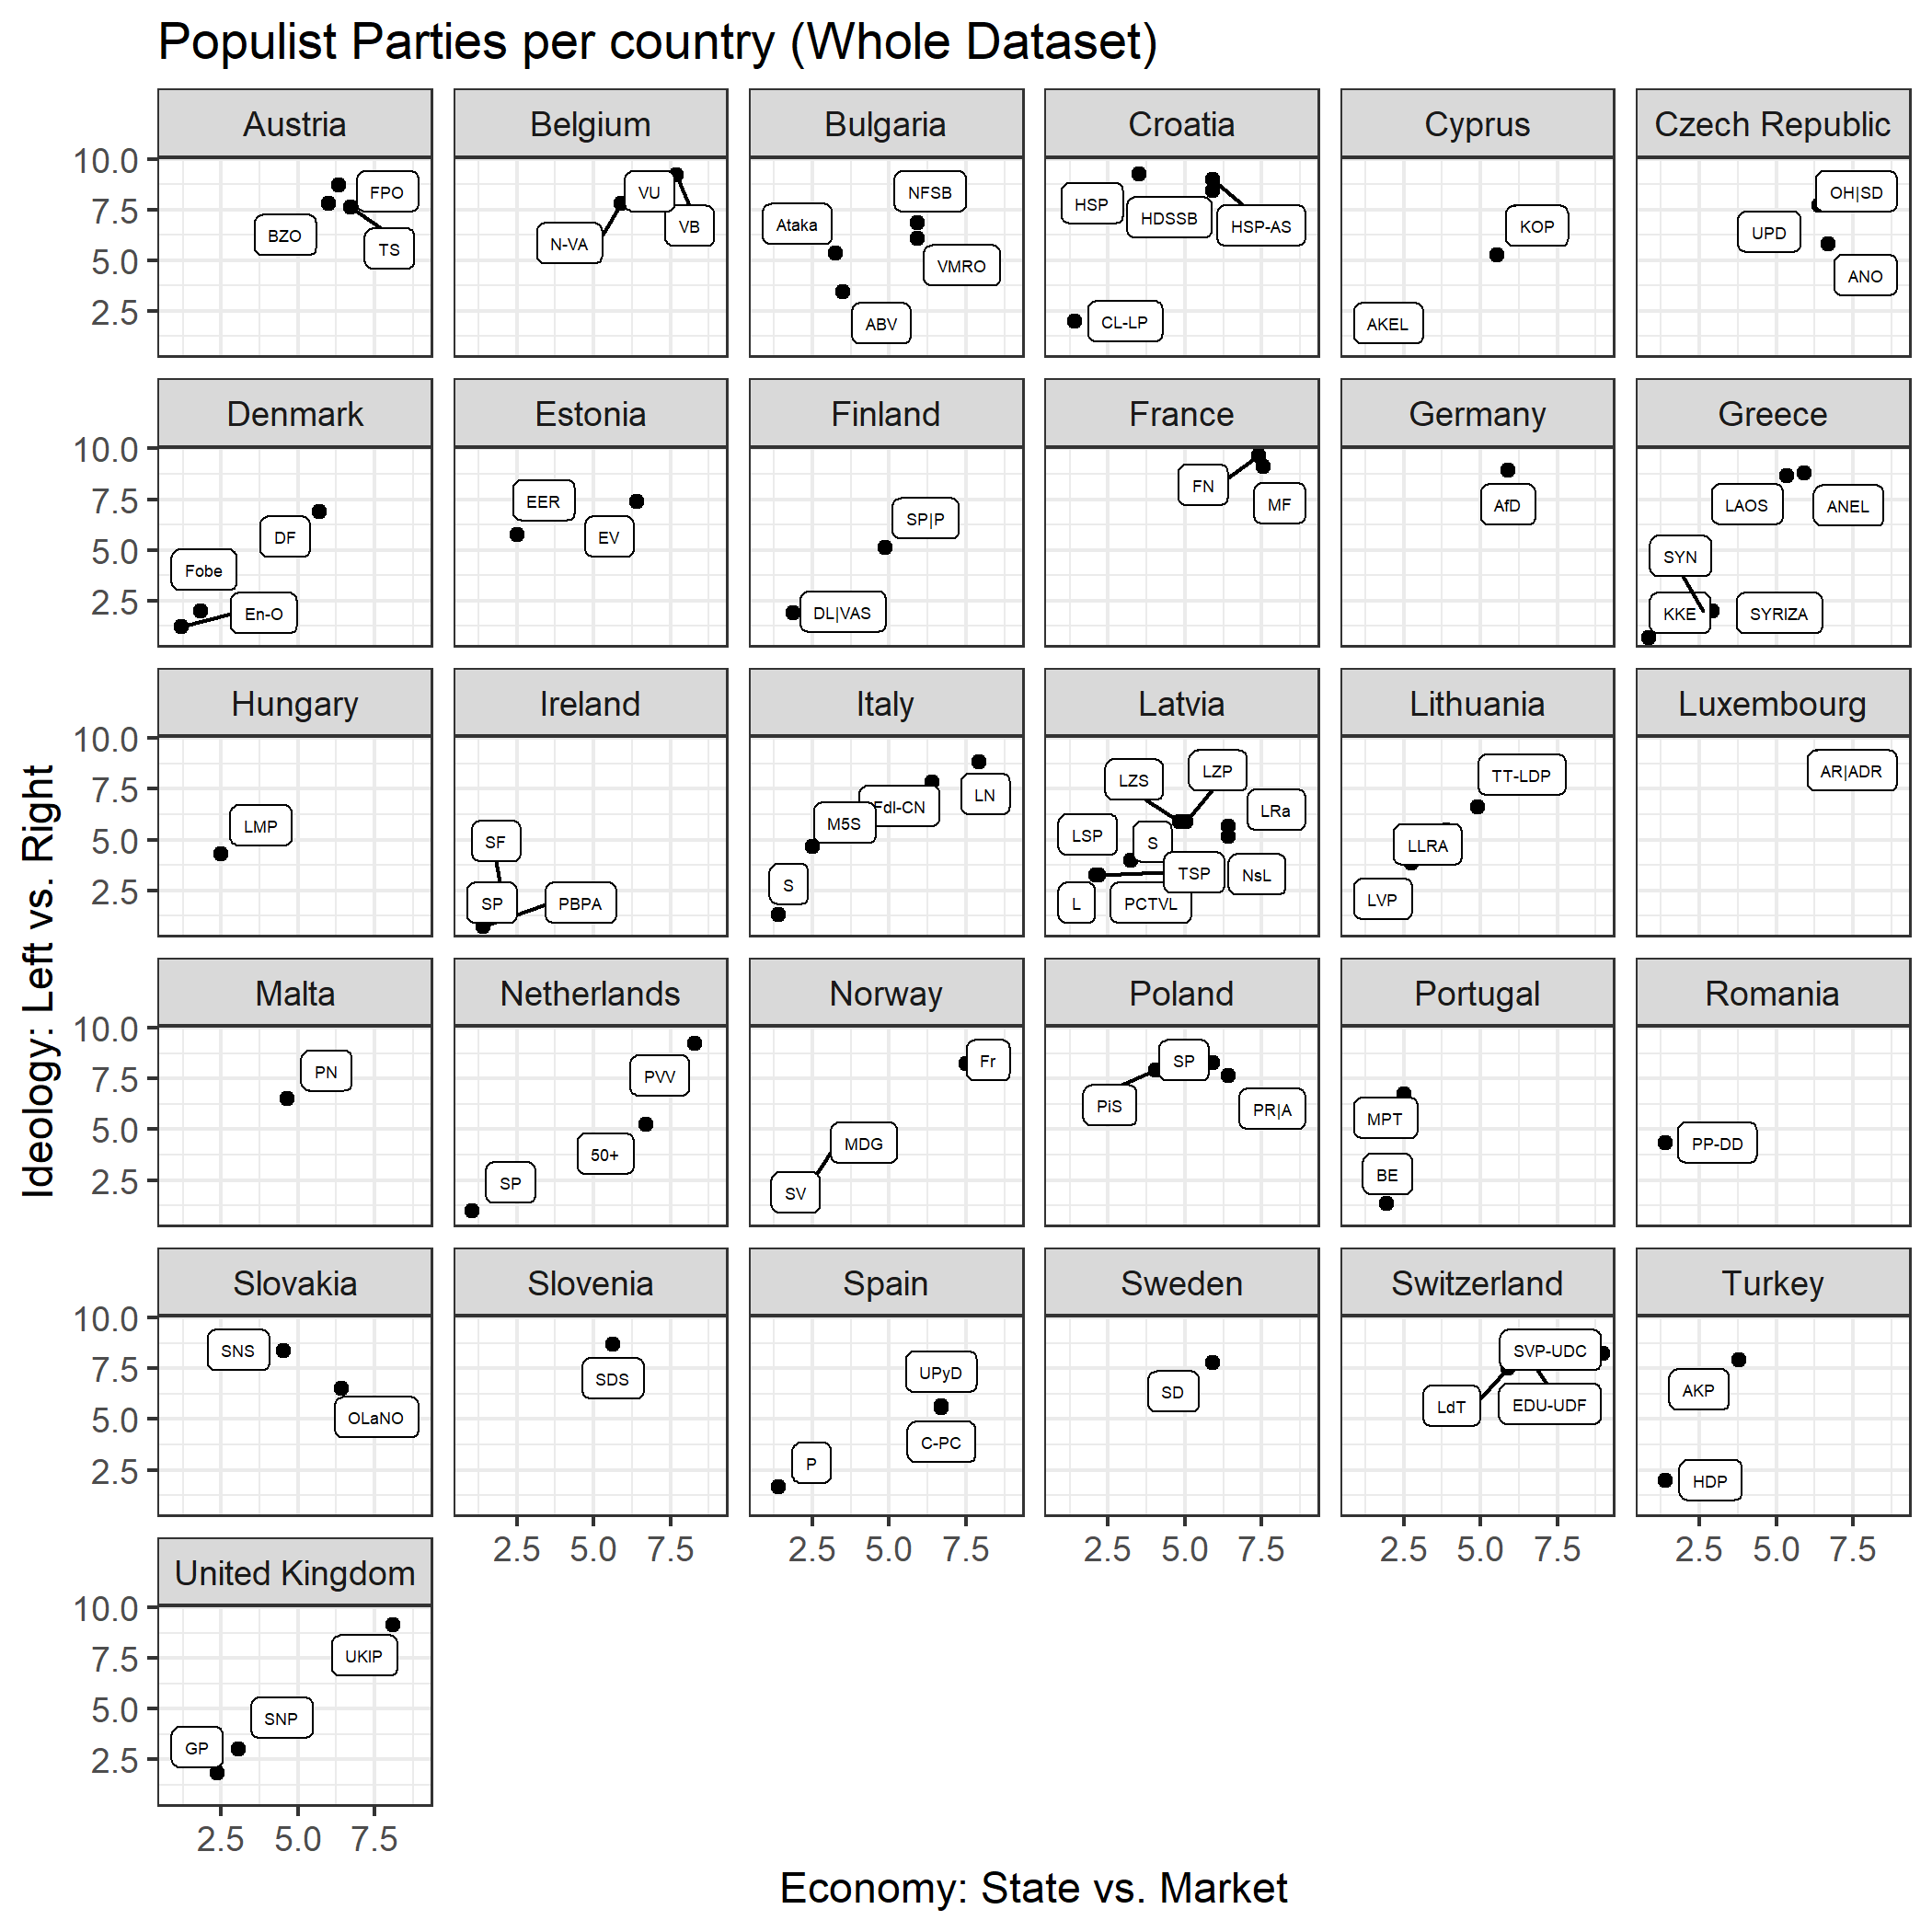 Populist Parties per country (Whole Dataset)
Austria Belgium Bulgaria Croatia Cyprus Czech Republic
10.0
7.5
5.0
2.5
FPO
BZO
TS
VU
N-VA
VB
NFSB
Ataka
VMRO
ABV
HSP
HDSSB
HSP-AS
CL-LP
KOP
AKEL
OH|SD
UPD
ANO
Denmark Estonia Finland France Germany Greece
10.0
7.5
5.0
2.5
DF
Fobe
En-O
EER
EV
SP|P
DL|VAS
FN
MF
AfD
LAOS
ANEL
SYN
KKE
SYRIZA
Hungary Ireland Italy Latvia Lithuania Luxembourg
10.0
7.5
5.0
2.5
LMP
SF
SP
PBPA
LN
FdI-CN
M5S
S
LZS
LZP
LRa
LSP
S
TSP
NsL
L
PCTVL
TT-LDP
LLRA
LVP
AR|ADR
Malta Netherlands Norway Poland Portugal Romania
10.0
7.5
5.0
2.5
PN
PVV
50+
SP
Fr
MDG
SV
SP
PiS
PR|A
MPT
BE
PP-DD
Slovakia Slovenia Spain Sweden Switzerland Turkey
10.0
7.5
5.0
2.5
SNS
OLaNO
SDS
UPyD
C-PC
P
SD
SVP-UDC
LdT
EDU-UDF
AKP
HDP
2.5 5.0 7.5
2.5 5.0 7.5
2.5 5.0 7.5
2.5 5.0 7.5
2.5 5.0 7.5
United Kingdom
10.0
7.5
5.0
2.5
UKIP
SNP
GP
2.5 5.0 7.5
Economy: State vs. Market
Ideology: Left vs. Right